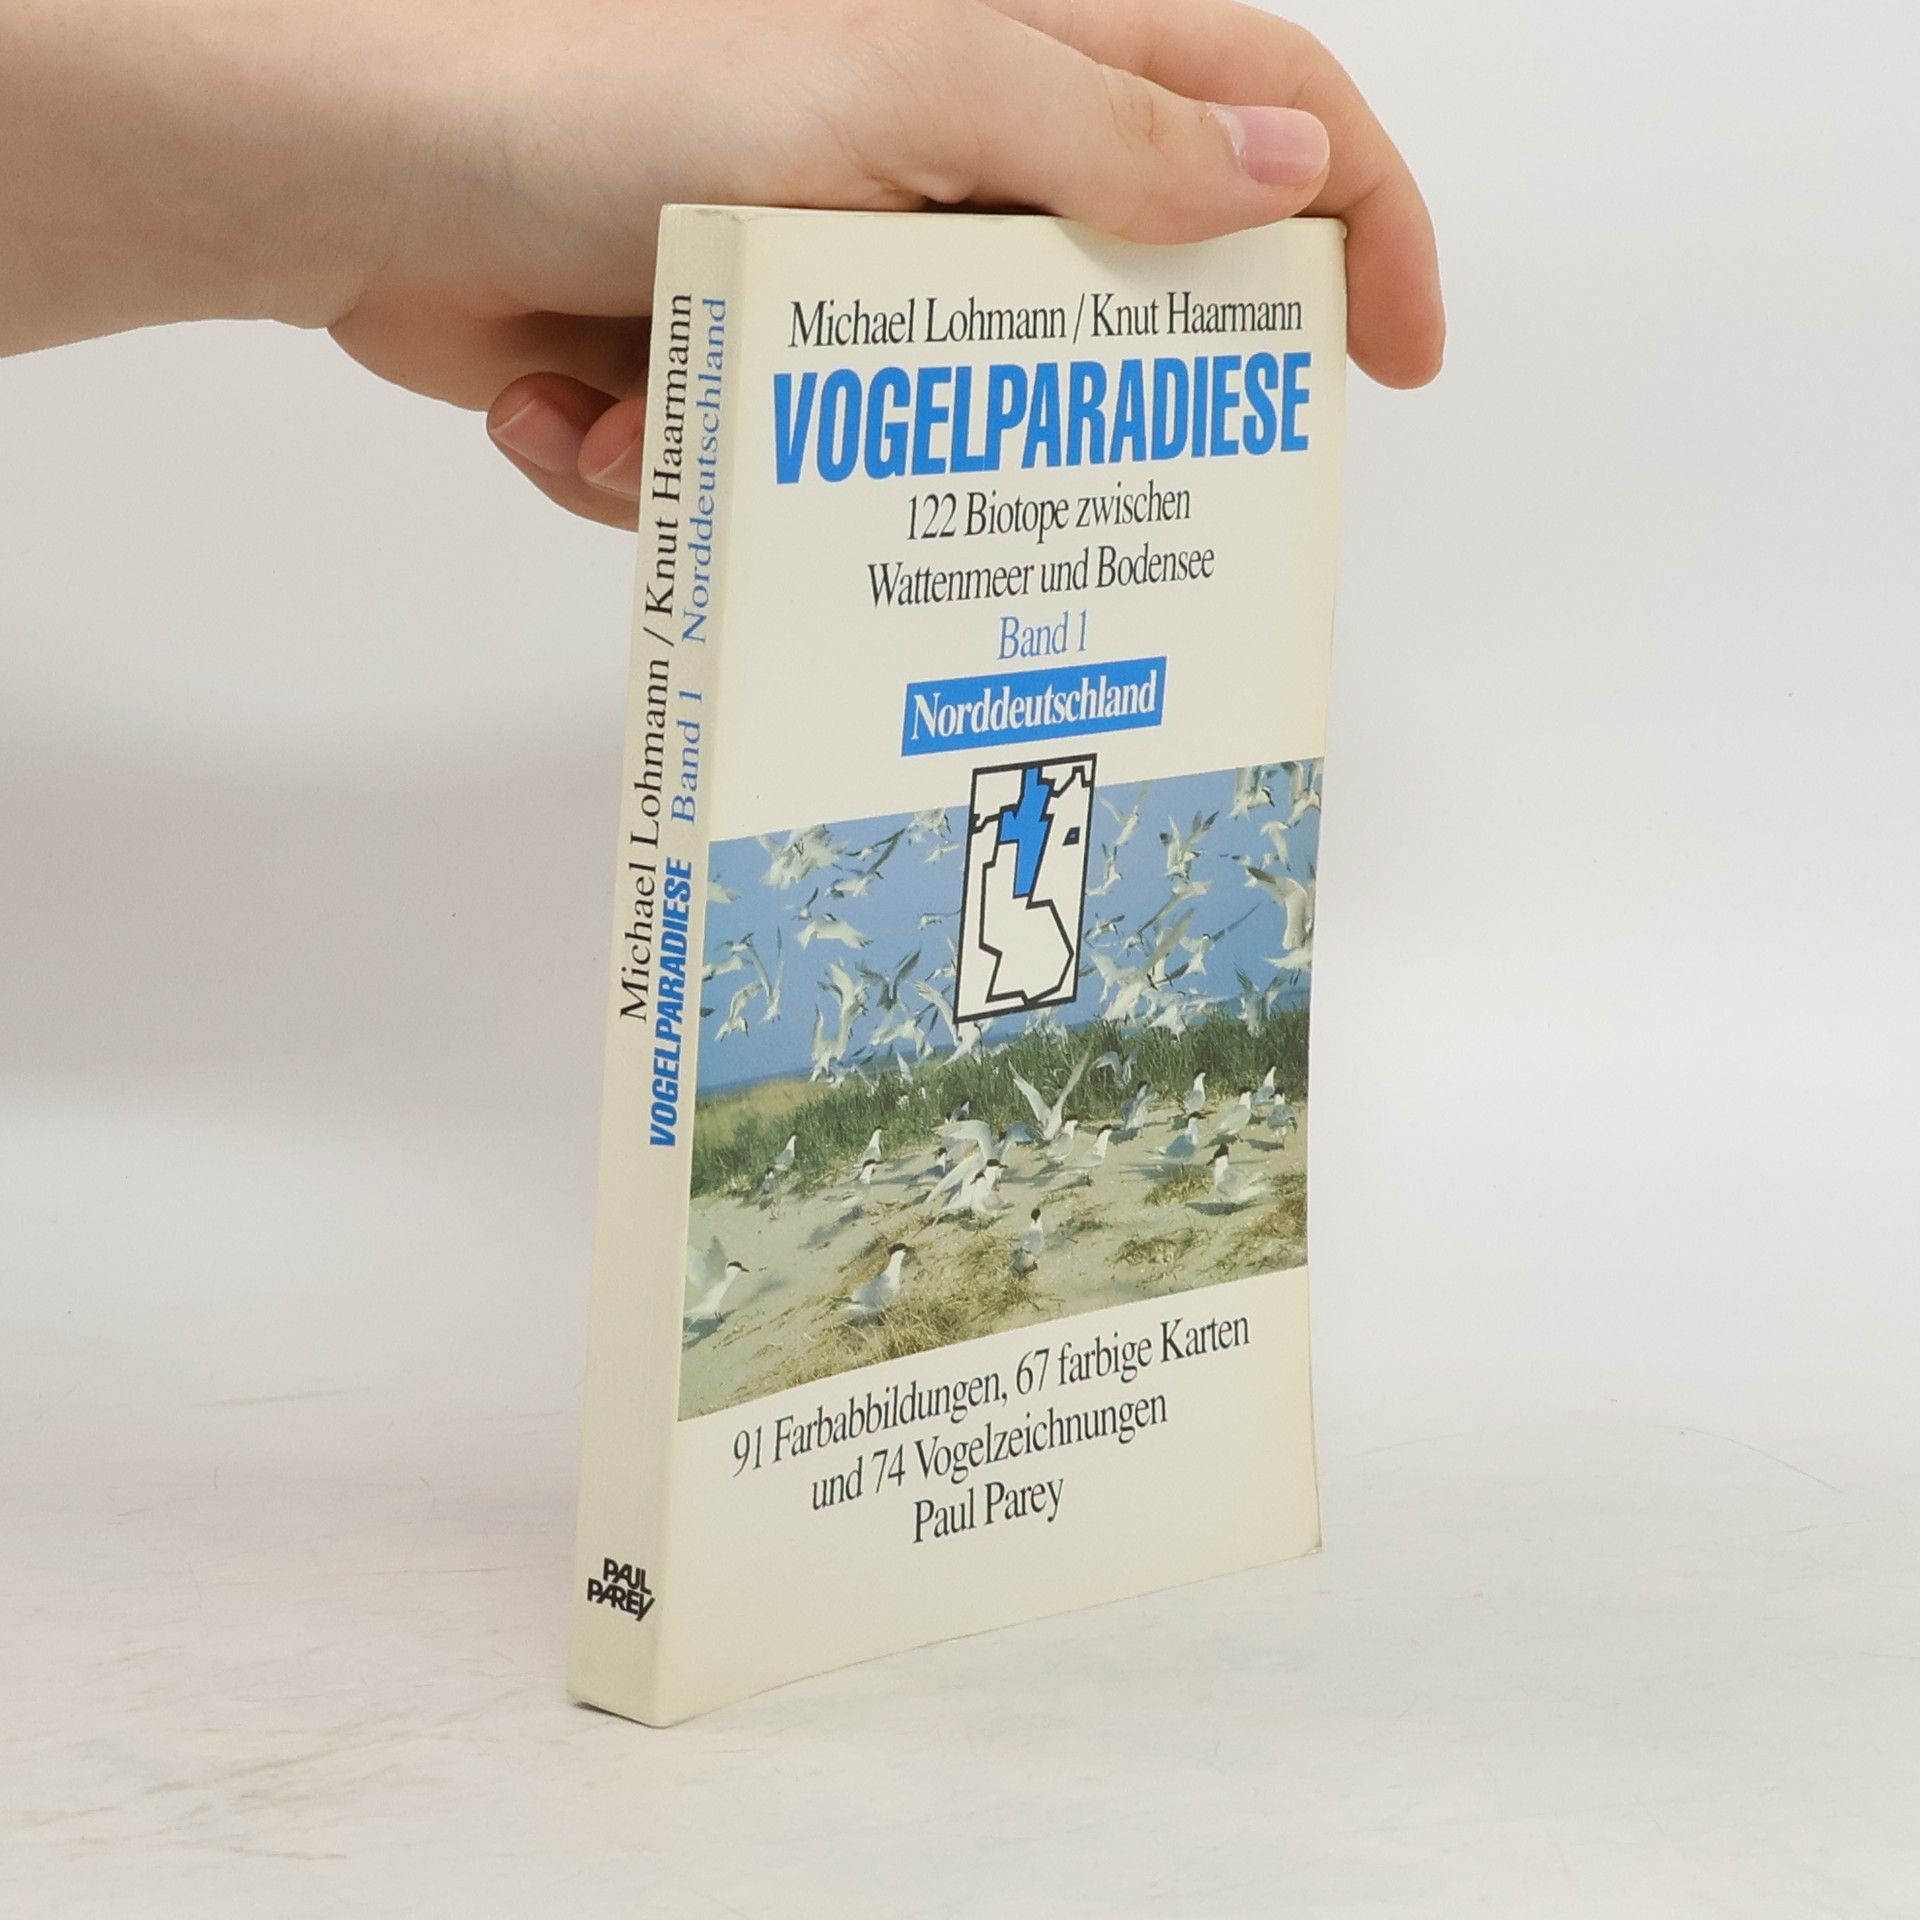 Michael Lohmann / Knut Haarmann
VOGELPARADIESE Band 1 Norddeutschland
PAUL
PAREY
Michael Lohmann / Knut Haarmann
VOGELPARADIESE
122 Biotope zwischen
Wattenmeer und Bodensee
Band 1
Norddeutschland
91 Farbabbildungen, 67 farbige Karten
und 74 Vogelzeichnungen
Paul Parey